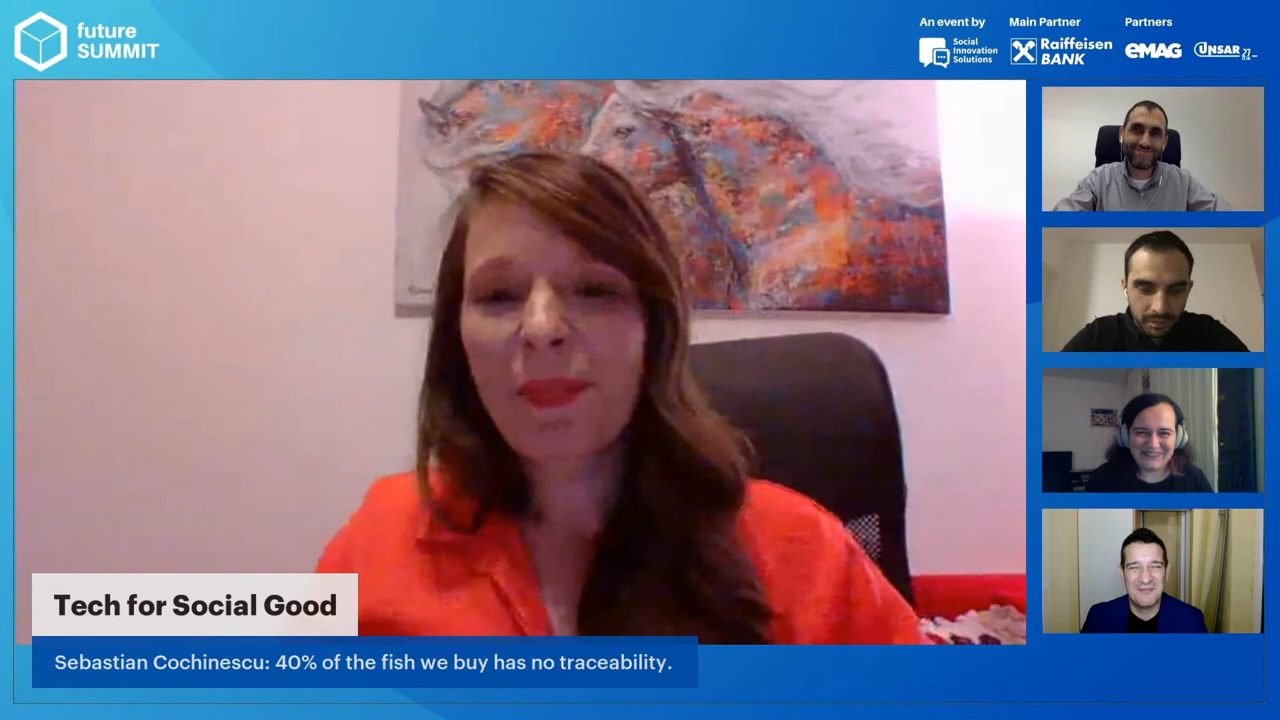 future
SUMMIT
An event by
Social
Innovation
Solutions
Main Partner
Raiffeisen
BANK
Partners
eMAG
UNSAR
27
Tech for Social Good
Sebastian Cochinescu: 40% of the fish we buy has no traceability.